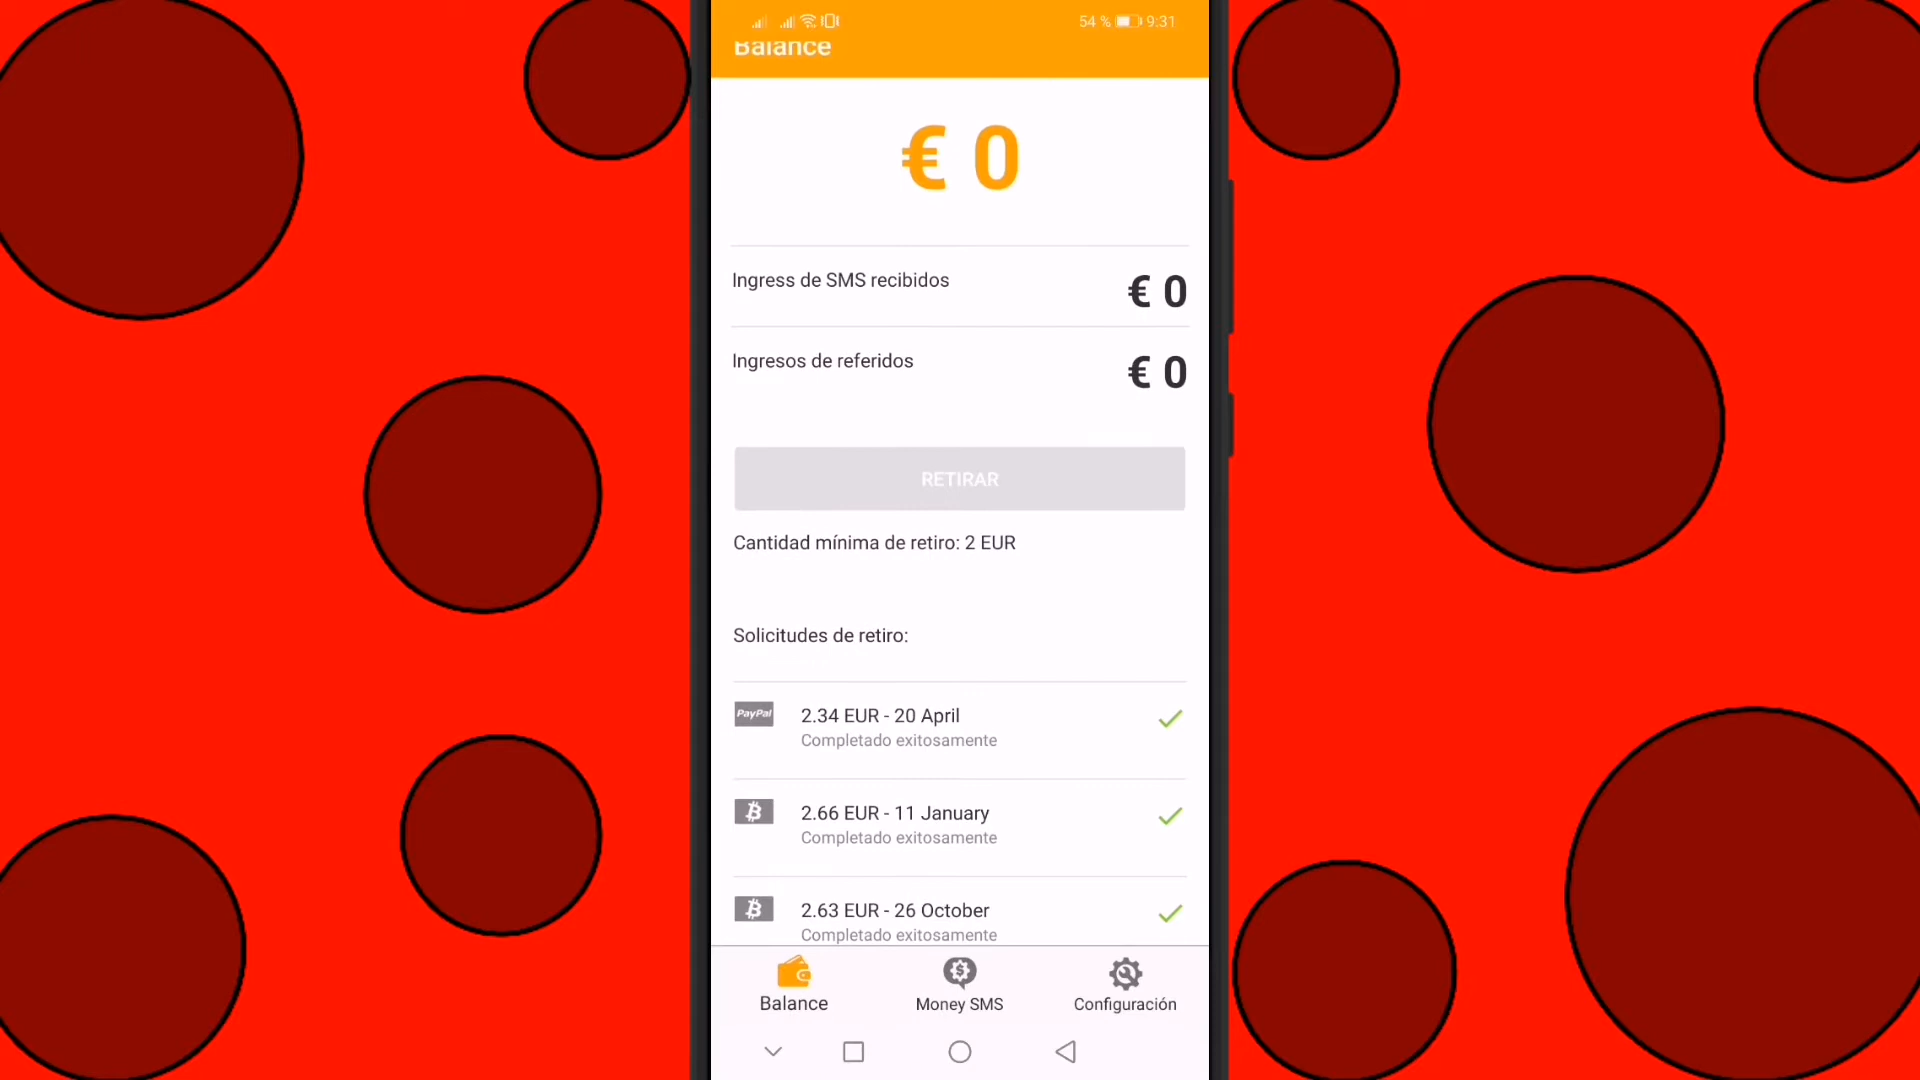 54 % 9:31
Balance
€ 0
Ingress de SMS recibidos
€ 0
Ingresos de referidos
€ 0
RETIRAR
Cantidad mínima de retiro: 2 EUR
Solicitudes de retiro:
PayPal
2.34 EUR - 20 April
Completado exitosamente
2.66 EUR - 11 January
Completado exitosamente
2.63 EUR - 26 October
Completado exitosamente
Balance
Money SMS
Configuración